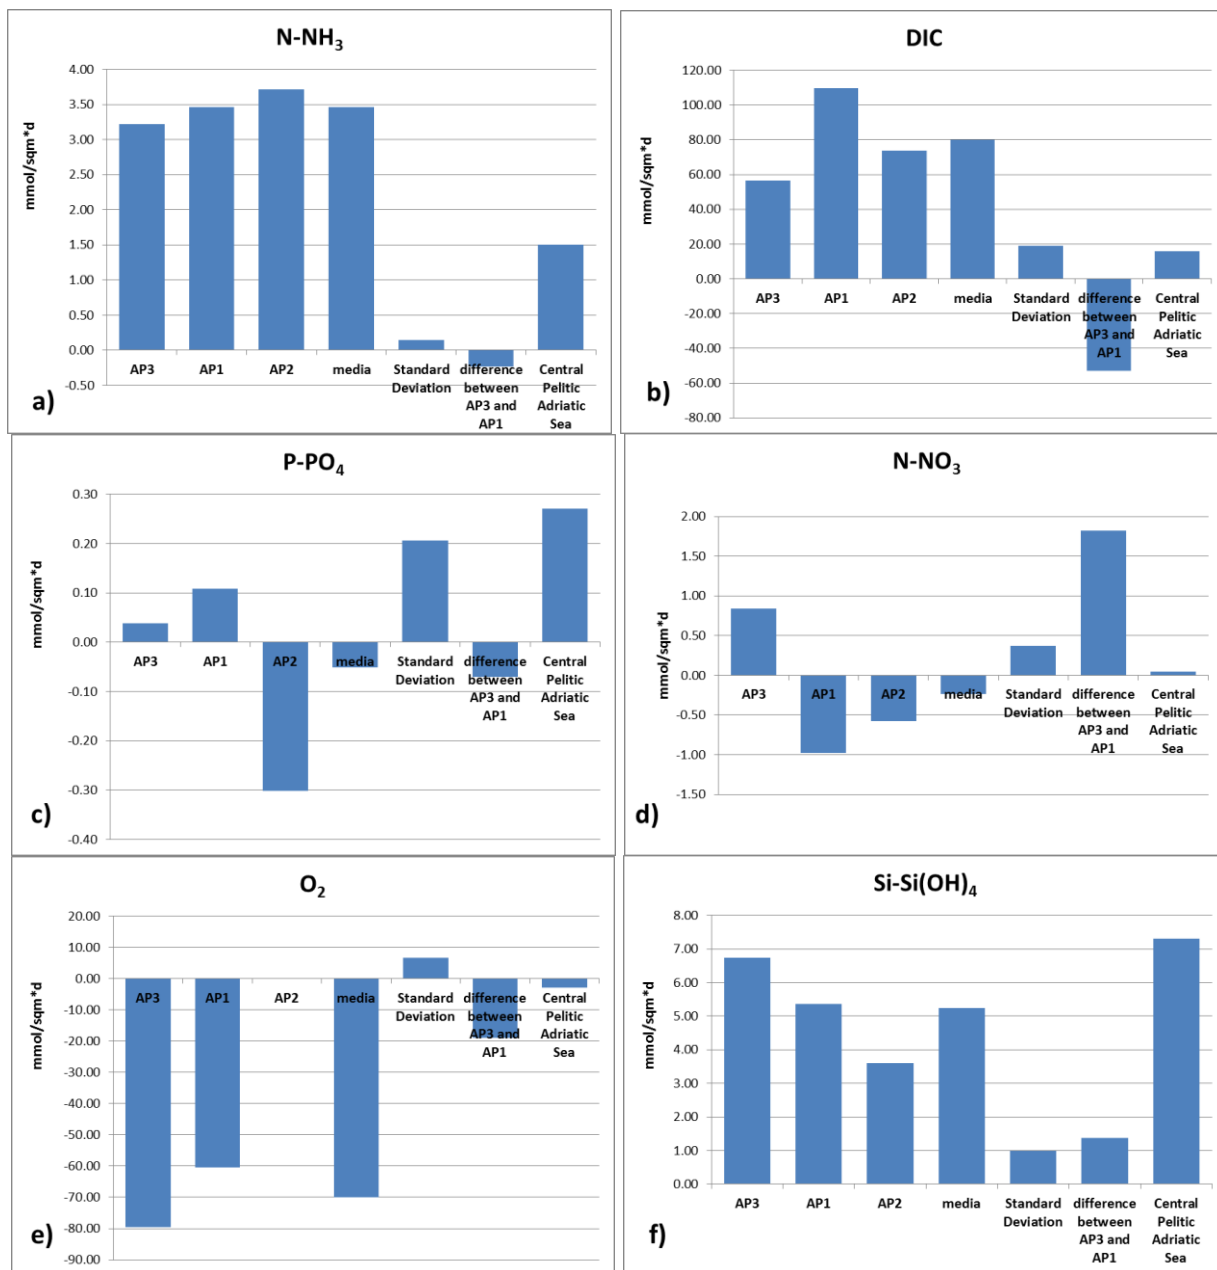 N-NH3
mmol/sqm*d
4.00
3.50
3.00
2.50
2.00
1.50
1.00
0.50
0.00
-0.50
AP3 AP1 AP2 media Standard Deviation difference between AP3 and AP1 Central Pelitic Adriatic Sea
a)
DIC
mmol/sqm*d
120.00
100.00
80.00
60.00
40.00
20.00
0.00
-20.00
-40.00
-60.00
-80.00
AP3 AP1 AP2 media Standard Deviation difference between AP3 and AP1 Central Pelitic Adriatic Sea
b)
P-PO4
mmol/sqm*d
0.30
0.20
0.10
0.00
-0.10
-0.20
-0.30
-0.40
AP3 AP1 AP2 media Standard Deviation difference between AP3 and AP1 Central Pelitic Adriatic Sea
c)
N-NO3
mmol/sqm*d
2.00
1.50
1.00
0.50
0.00
-0.50
-1.00
-1.50
AP3 AP1 AP2 media Standard Deviation difference between AP3 and AP1 Central Pelitic Adriatic Sea
d)
O2
mmol/sqm*d
20.00
10.00
0.00
-10.00
-20.00
-30.00
-40.00
-50.00
-60.00
-70.00
-80.00
-90.00
AP3 AP1 AP2 media Standard Deviation difference between AP3 and AP1 Central Pelitic Adriatic Sea
e)
Si-Si(OH)4
mmol/sqm*d
8.00
7.00
6.00
5.00
4.00
3.00
2.00
1.00
0.00
AP3 AP1 AP2 media Standard Deviation difference between AP3 and AP1 Central Pelitic Adriatic Sea
f)